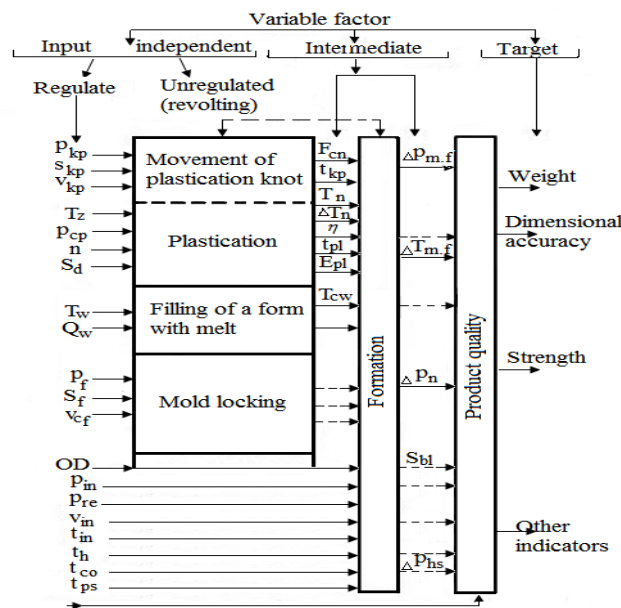 Variable factor
Input independent Intermediate Target
Regulate Unregulated
(revolting)
p_kp
s_kp
v_kp
Movement of
plastication knot
F_cn
t_kp
Δp_m.f
Weight
T_z
p_cp
n
S_d
Plastication
T_n
ΔT_n
η
t_pl
E_pl
ΔT_m.f
Dimensional
accuracy
T_w
Q_w
Filling of a form
with melt
T_cw
Formation
Product quality
p_f
S_f
v_cf
Mold locking
Δp_n
Strength
OD
p_in
p_re
v_in
t_in
t_h
t_co
t_ps
S_bl
Δp_hs
Other
indicators